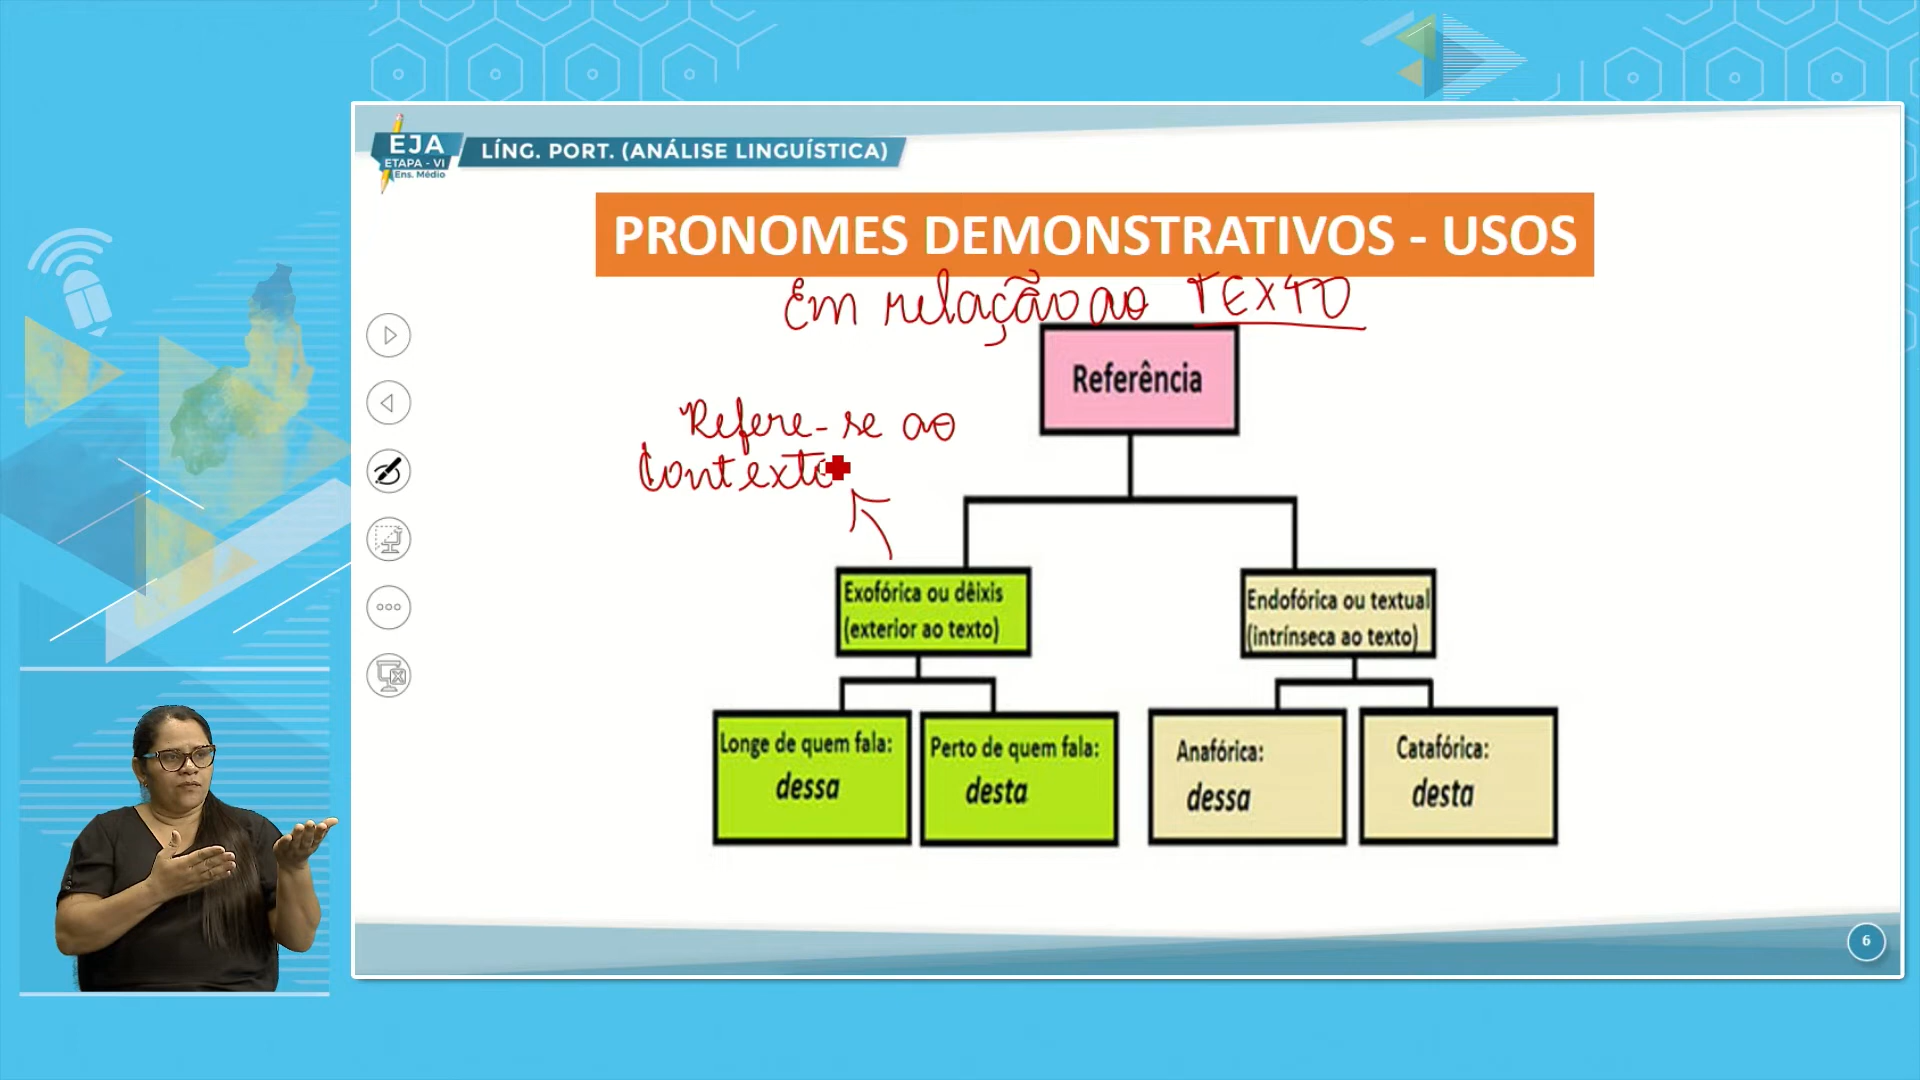 EJA
ETAPA - VI
Ens. Médio
LÍNG. PORT. (ANÁLISE LINGUÍSTICA)
PRONOMES DEMONSTRATIVOS - USOS
Em relação ao TEXTO
Referência
Refere-se ao
Contexto
Exofórica ou dêixis
(exterior ao texto)
Endofórica ou textual
(intrínseca ao texto)
Longe de quem fala:
dessa
Perto de quem fala:
desta
Anafórica:
dessa
Catafórica:
desta
6